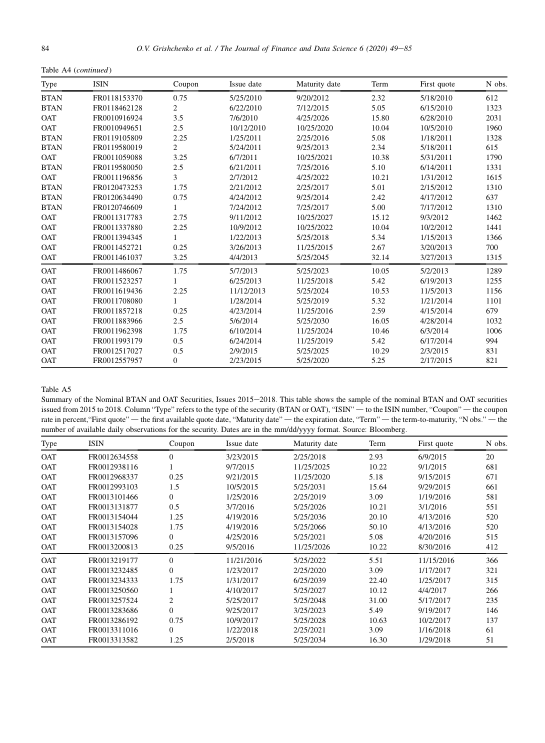 84 O.V. Grishchenko et al. / The Journal of Finance and Data Science 6 (2020) 49–85
Table A4 (continued)
Type ISIN Coupon Issue date Maturity date Term First quote N obs.
BTAN FR0118153370 0.75 5/25/2010 9/20/2012 2.32 5/18/2010 612
BTAN FR0118462128 2 6/22/2010 7/12/2015 5.05 6/15/2010 1323
OAT FR0010916924 3.5 7/6/2010 4/25/2026 15.80 6/28/2010 2031
OAT FR0010949651 2.5 10/12/2010 10/25/2020 10.04 10/5/2010 1960
BTAN FR0119105809 2.25 1/25/2011 2/25/2016 5.08 1/18/2011 1328
BTAN FR0119580019 2 5/24/2011 9/25/2013 2.34 5/18/2011 615
OAT FR0011059088 3.25 6/7/2011 10/25/2021 10.38 5/31/2011 1790
BTAN FR0119580050 2.5 6/21/2011 7/25/2016 5.10 6/14/2011 1331
OAT FR0011196856 3 2/7/2012 4/25/2022 10.21 1/31/2012 1615
BTAN FR0120473253 1.75 2/21/2012 2/25/2017 5.01 2/15/2012 1310
BTAN FR0120634490 0.75 4/24/2012 9/25/2014 2.42 4/17/2012 637
BTAN FR0120746609 1 7/24/2012 7/25/2017 5.00 7/17/2012 1310
OAT FR0011317783 2.75 9/11/2012 10/25/2027 15.12 9/3/2012 1462
OAT FR0011337880 2.25 10/9/2012 10/25/2022 10.04 10/2/2012 1441
OAT FR0011394345 1 1/22/2013 5/25/2018 5.34 1/15/2013 1366
OAT FR0011452721 0.25 3/26/2013 11/25/2015 2.67 3/20/2013 700
OAT FR0011461037 3.25 4/4/2013 5/25/2045 32.14 3/27/2013 1315
OAT FR0011486067 1.75 5/7/2013 5/25/2023 10.05 5/2/2013 1289
OAT FR0011523257 1 6/25/2013 11/25/2018 5.42 6/19/2013 1255
OAT FR0011619436 2.25 11/12/2013 5/25/2024 10.53 11/5/2013 1156
OAT FR0011708080 1 1/28/2014 5/25/2019 5.32 1/21/2014 1101
OAT FR0011857218 0.25 4/23/2014 11/25/2016 2.59 4/15/2014 679
OAT FR0011883966 2.5 5/6/2014 5/25/2030 16.05 4/28/2014 1032
OAT FR0011962398 1.75 6/10/2014 11/25/2024 10.46 6/3/2014 1006
OAT FR0011993179 0.5 6/24/2014 11/25/2019 5.42 6/17/2014 994
OAT FR0012517027 0.5 2/9/2015 5/25/2025 10.29 2/3/2015 831
OAT FR0012557957 0 2/23/2015 5/25/2020 5.25 2/17/2015 821
Table A5
Summary of the Nominal BTAN and OAT Securities, Issues 2015–2018. This table shows the sample of the nominal BTAN and OAT securities
issued from 2015 to 2018. Column “Type” refers to the type of the security (BTAN or OAT), “ISIN” — to the ISIN number, “Coupon” — the coupon
rate in percent,“First quote” — the first available quote date, “Maturity date” — the expiration date, “Term” — the term-to-maturity, “N obs.” — the
number of available daily observations for the security. Dates are in the mm/dd/yyyy format. Source: Bloomberg.
Type ISIN Coupon Issue date Maturity date Term First quote N obs.
OAT FR0012634558 0 3/23/2015 2/25/2018 2.93 6/9/2015 20
OAT FR0012938116 1 9/7/2015 11/25/2025 10.22 9/1/2015 681
OAT FR0012968337 0.25 9/21/2015 11/25/2020 5.18 9/15/2015 671
OAT FR0012993103 1.5 10/5/2015 5/25/2031 15.64 9/29/2015 661
OAT FR0013101466 0 1/25/2016 2/25/2019 3.09 1/19/2016 581
OAT FR0013131877 0.5 3/7/2016 5/25/2026 10.21 3/1/2016 551
OAT FR0013154044 1.25 4/19/2016 5/25/2036 20.10 4/13/2016 520
OAT FR0013154028 1.75 4/19/2016 5/25/2066 50.10 4/13/2016 520
OAT FR0013157096 0 4/25/2016 5/25/2021 5.08 4/20/2016 515
OAT FR0013200813 0.25 9/5/2016 11/25/2026 10.22 8/30/2016 412
OAT FR0013219177 0 11/21/2016 5/25/2022 5.51 11/15/2016 366
OAT FR0013232485 0 1/23/2017 2/25/2020 3.09 1/17/2017 321
OAT FR0013234333 1.75 1/31/2017 6/25/2039 22.40 1/25/2017 315
OAT FR0013250560 1 4/10/2017 5/25/2027 10.12 4/4/2017 266
OAT FR0013257524 2 5/25/2017 5/25/2048 31.00 5/17/2017 235
OAT FR0013283686 0 9/25/2017 3/25/2023 5.49 9/19/2017 146
OAT FR0013286192 0.75 10/9/2017 5/25/2028 10.63 10/2/2017 137
OAT FR0013311016 0 1/22/2018 2/25/2021 3.09 1/16/2018 61
OAT FR0013313582 1.25 2/5/2018 5/25/2034 16.30 1/29/2018 51